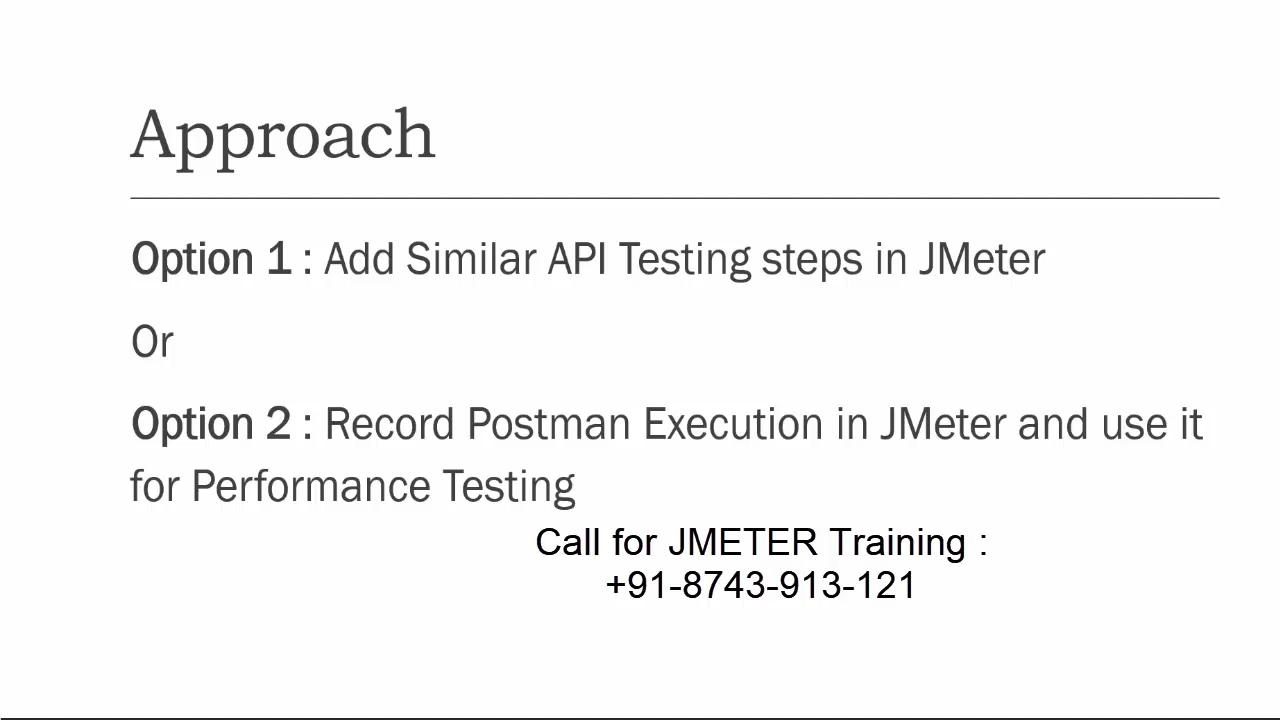 Approach
Option 1 : Add Similar API Testing steps in JMeter
Or
Option 2 : Record Postman Execution in JMeter and use it
for Performance Testing
Call for JMETER Training :
+91-8743-913-121